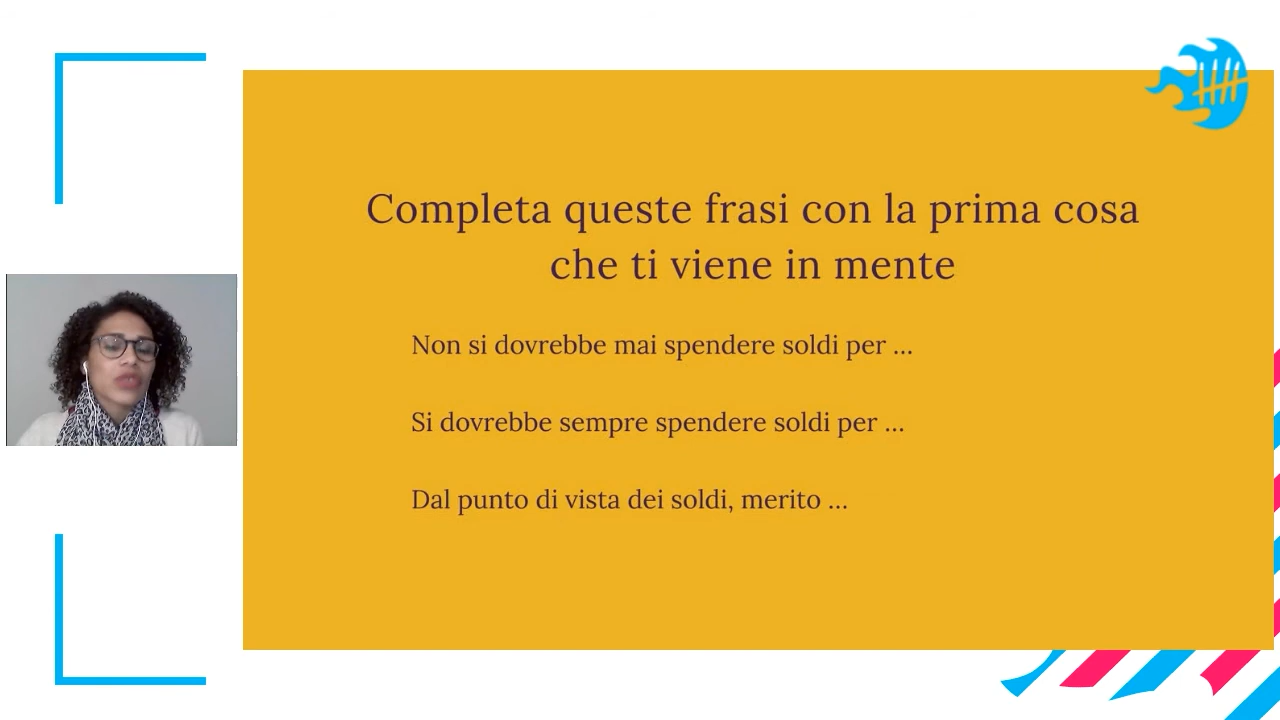 Completa queste frasi con la prima cosa
che ti viene in mente
Non si dovrebbe mai spendere soldi per ...
Si dovrebbe sempre spendere soldi per ...
Dal punto di vista dei soldi, merito ...